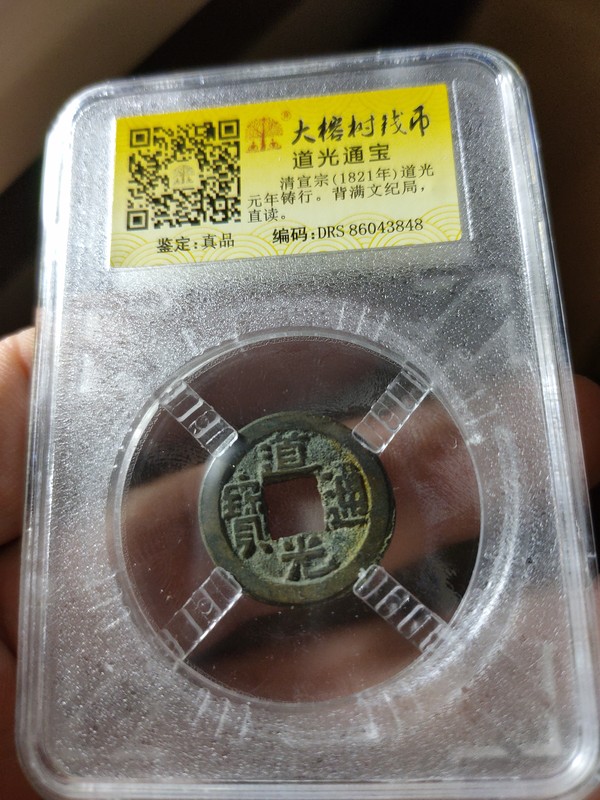 大榕树钱币
道光通宝
清宣宗(1821年)道光
元年铸行。背满文纪局，
直读。
鉴定:真品
编码:DRS 86043848
道
寶 通
光